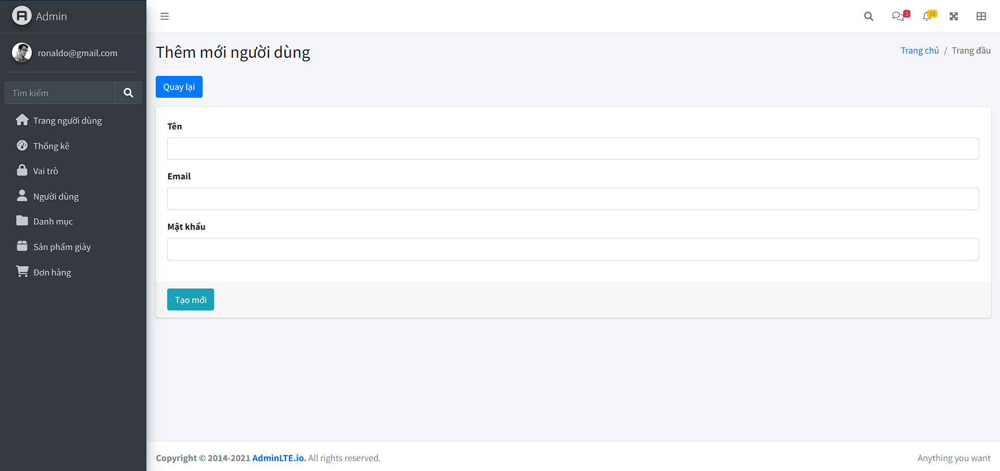 Admin
3
15
ronaldo@gmail.com
Tìm kiếm
Trang người dùng
Thống kê
Vai trò
Người dùng
Danh mục
Sản phẩm giày
Đơn hàng
Thêm mới người dùng
Trang chủ / Trang đầu
Quay lại
Tên
Email
Mật khẩu
Tạo mới
Copyright © 2014-2021 AdminLTE.io. All rights reserved.
Anything you want